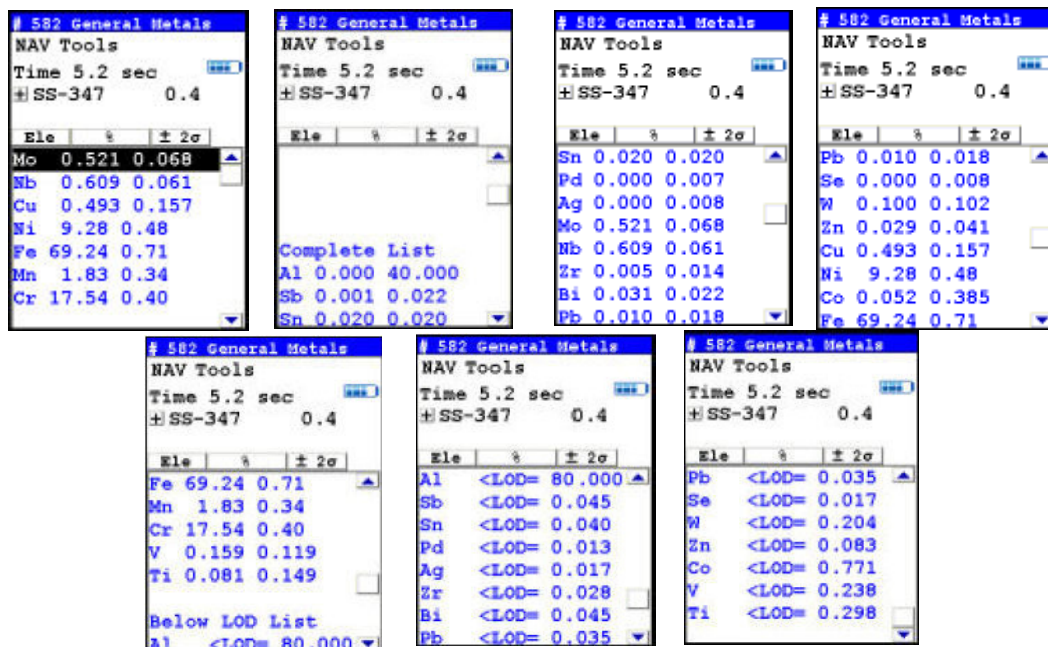 # 582 General Metals
NAV Tools
Time 5.2 sec
+ SS-347 0.4
Ele % ± 2σ
Mo 0.521 0.068
Nb 0.609 0.061
Cu 0.493 0.157
Ni 9.28 0.48
Fe 69.24 0.71
Mn 1.83 0.34
Cr 17.54 0.40
# 582 General Metals
NAV Tools
Time 5.2 sec
+ SS-347 0.4
Ele % ± 2σ
Complete List
Al 0.000 40.000
Sb 0.001 0.022
Sn 0.020 0.020
# 582 General Metals
NAV Tools
Time 5.2 sec
+ SS-347 0.4
Ele % ± 2σ
Sn 0.020 0.020
Pd 0.000 0.007
Ag 0.000 0.008
Mo 0.521 0.068
Nb 0.609 0.061
Zr 0.005 0.014
Bi 0.031 0.022
Pb 0.010 0.018
# 582 General Metals
NAV Tools
Time 5.2 sec
+ SS-347 0.4
Ele % ± 2σ
Pb 0.010 0.018
Se 0.000 0.008
W 0.100 0.102
Zn 0.029 0.041
Cu 0.493 0.157
Ni 9.28 0.48
Co 0.052 0.385
Fe 69.24 0.71
# 582 General Metals
NAV Tools
Time 5.2 sec
+ SS-347 0.4
Ele % ± 2σ
Fe 69.24 0.71
Mn 1.83 0.34
Cr 17.54 0.40
V 0.159 0.119
Ti 0.081 0.149
Below LOD List
Al <LOD= 80.000
# 582 General Metals
NAV Tools
Time 5.2 sec
+ SS-347 0.4
Ele % ± 2σ
Al <LOD= 80.000
Sb <LOD= 0.045
Sn <LOD= 0.040
Pd <LOD= 0.013
Ag <LOD= 0.017
Zr <LOD= 0.028
Bi <LOD= 0.045
Pb <LOD= 0.035
# 582 General Metals
NAV Tools
Time 5.2 sec
+ SS-347 0.4
Ele % ± 2σ
Pb <LOD= 0.035
Se <LOD= 0.017
W <LOD= 0.204
Zn <LOD= 0.083
Co <LOD= 0.771
V <LOD= 0.238
Ti <LOD= 0.298